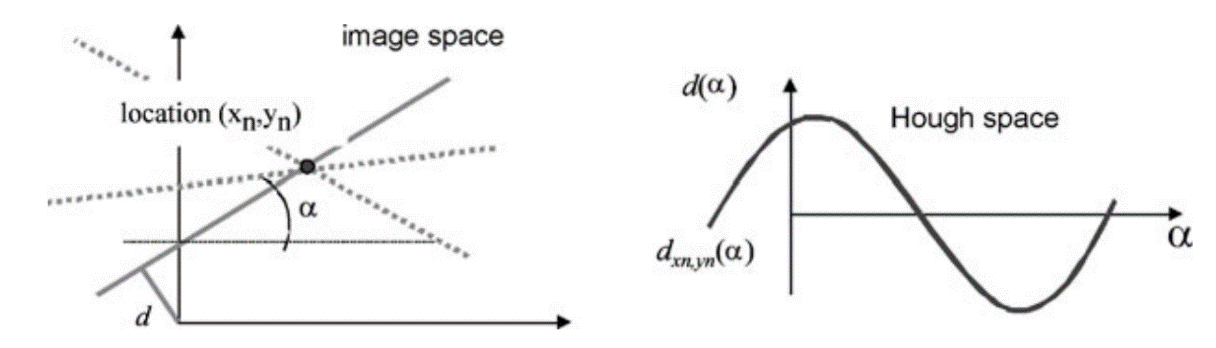 image space
location (xn,yn)
α
d
d(α)
Hough space
dxn,yn(α)
α